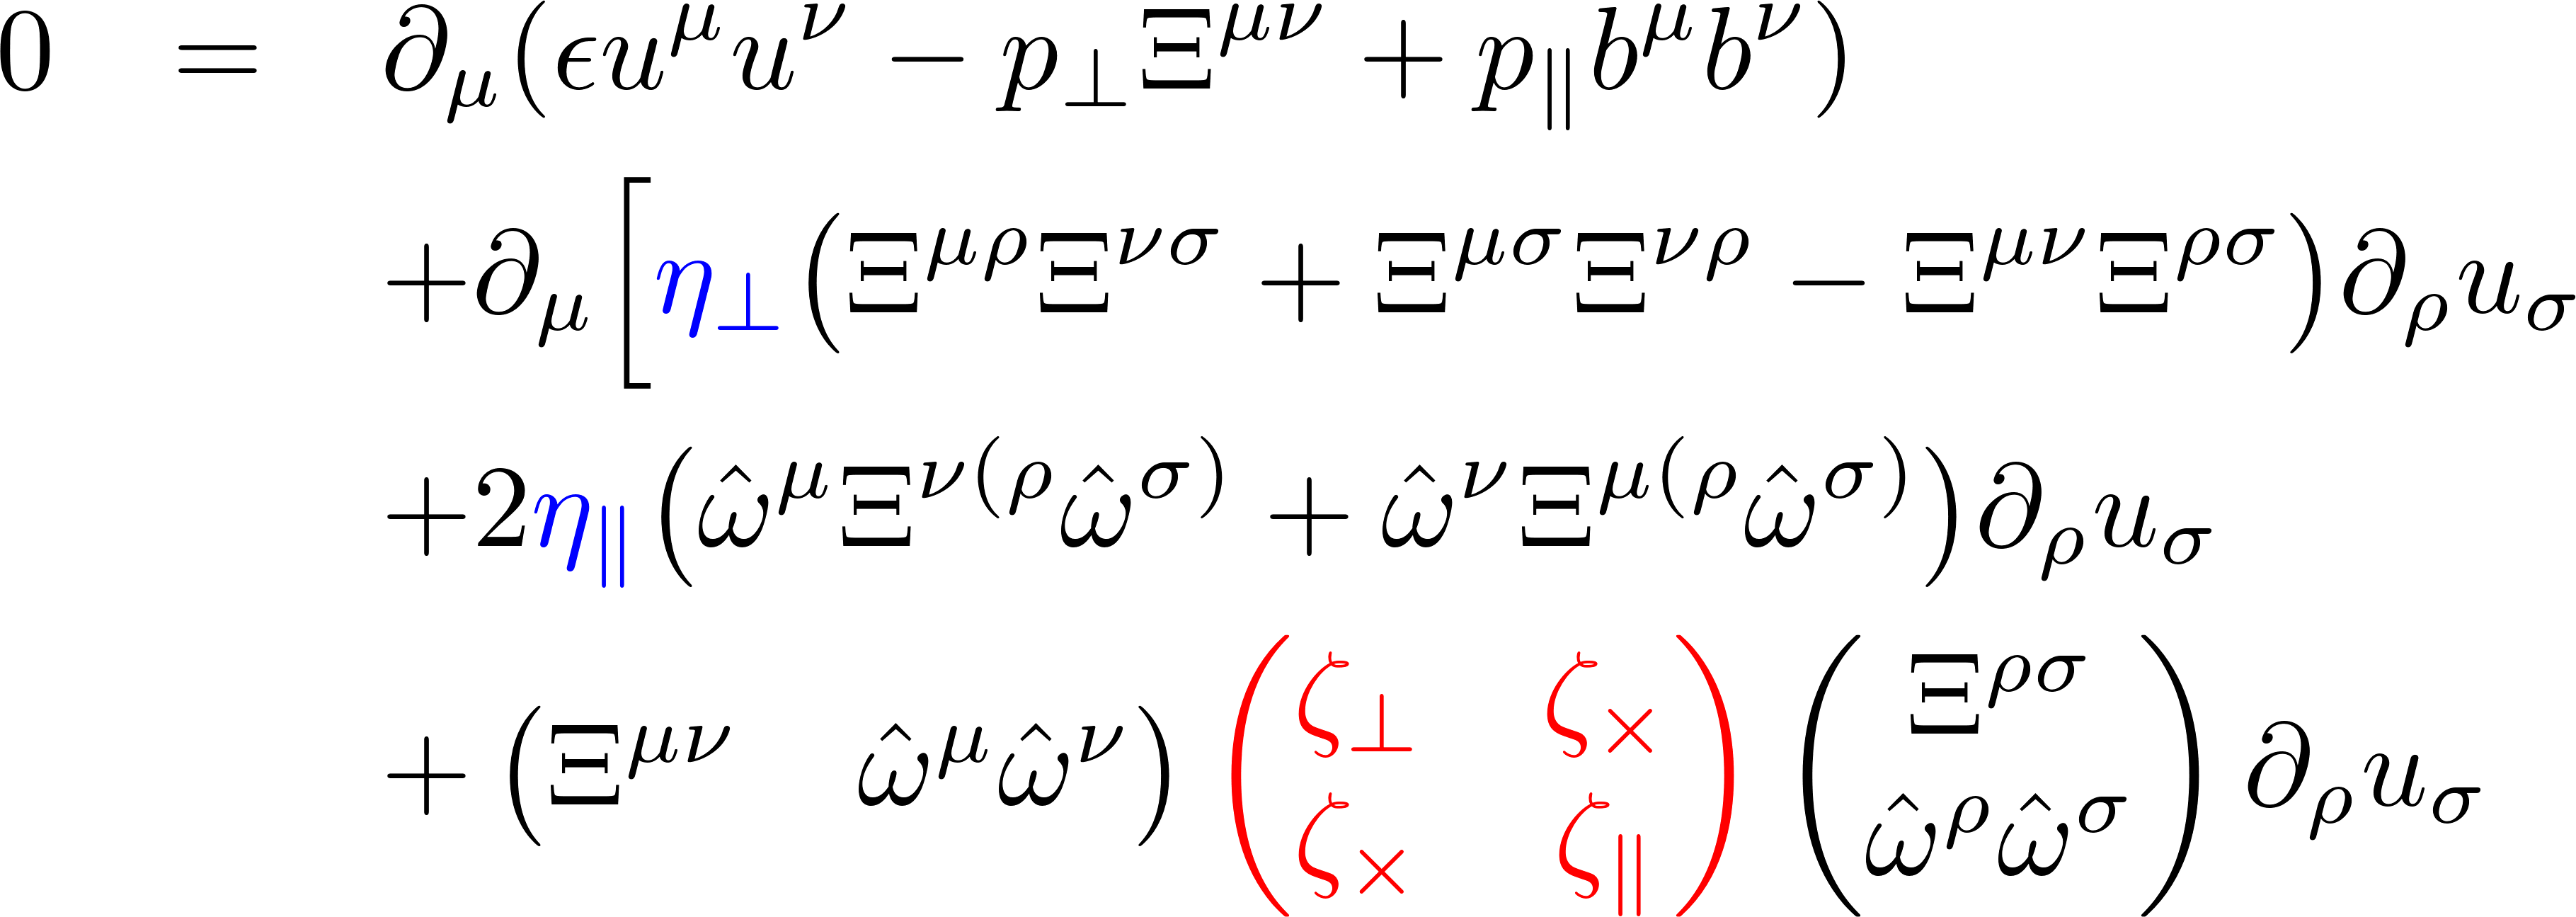 0 = ∂_μ(ϵu^μ u^ν − p_⊥ Ξ^{μν} + p_∥ b^μ b^ν)
+∂_μ[η_⊥(Ξ^{μρ}Ξ^{νσ} + Ξ^{μσ}Ξ^{νρ} − Ξ^{μν}Ξ^{ρσ})∂_ρ u_σ
+2η_∥(ω̂^μ Ξ^{ν(ρ}ω̂^{σ)} + ω̂^ν Ξ^{μ(ρ}ω̂^{σ)})∂_ρ u_σ
+(Ξ^{μν} ω̂^μ ω̂^ν) (ζ_⊥ ζ_×; ζ_× ζ_∥) (Ξ^{ρσ}; ω̂^ρ ω̂^σ) ∂_ρ u_σ